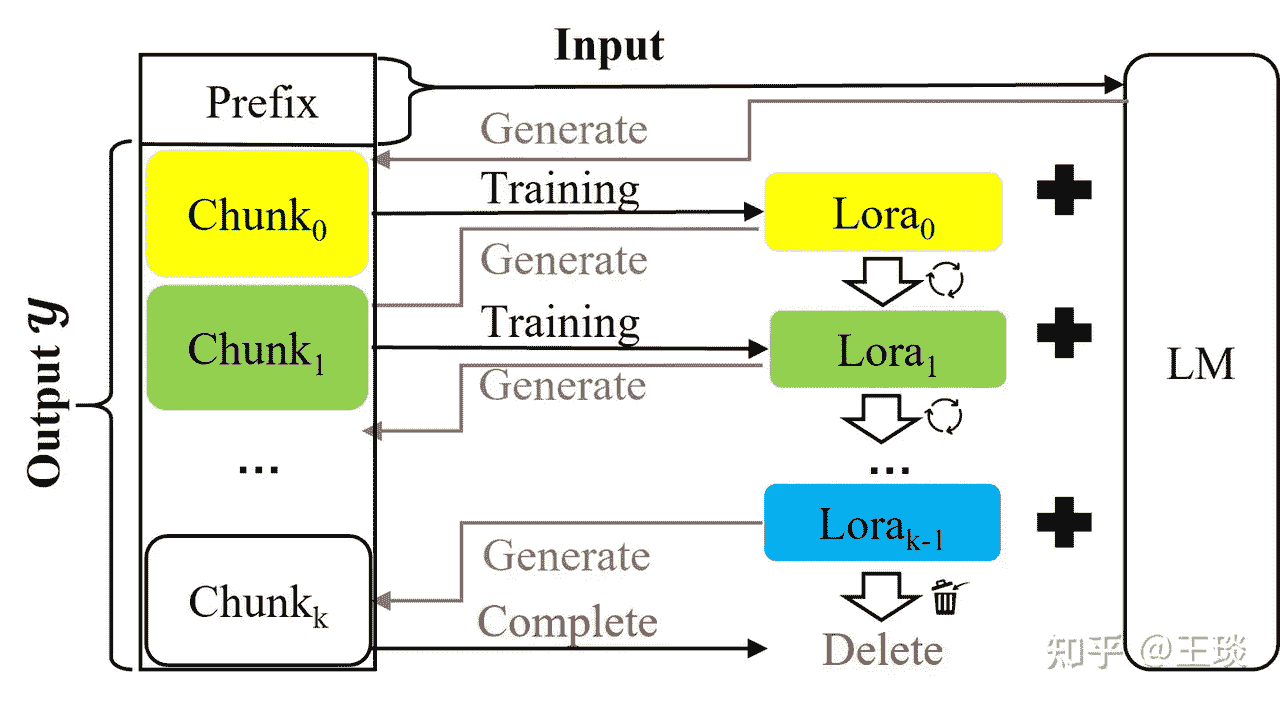 Input
Prefix
Generate
Chunk0
Training
Lora0
Generate
Chunk1
Training
Lora1
Generate
Output 𝒴
LM
...
...
Lorak-1
Generate
Chunkk
Complete
Delete
知乎 @王琰